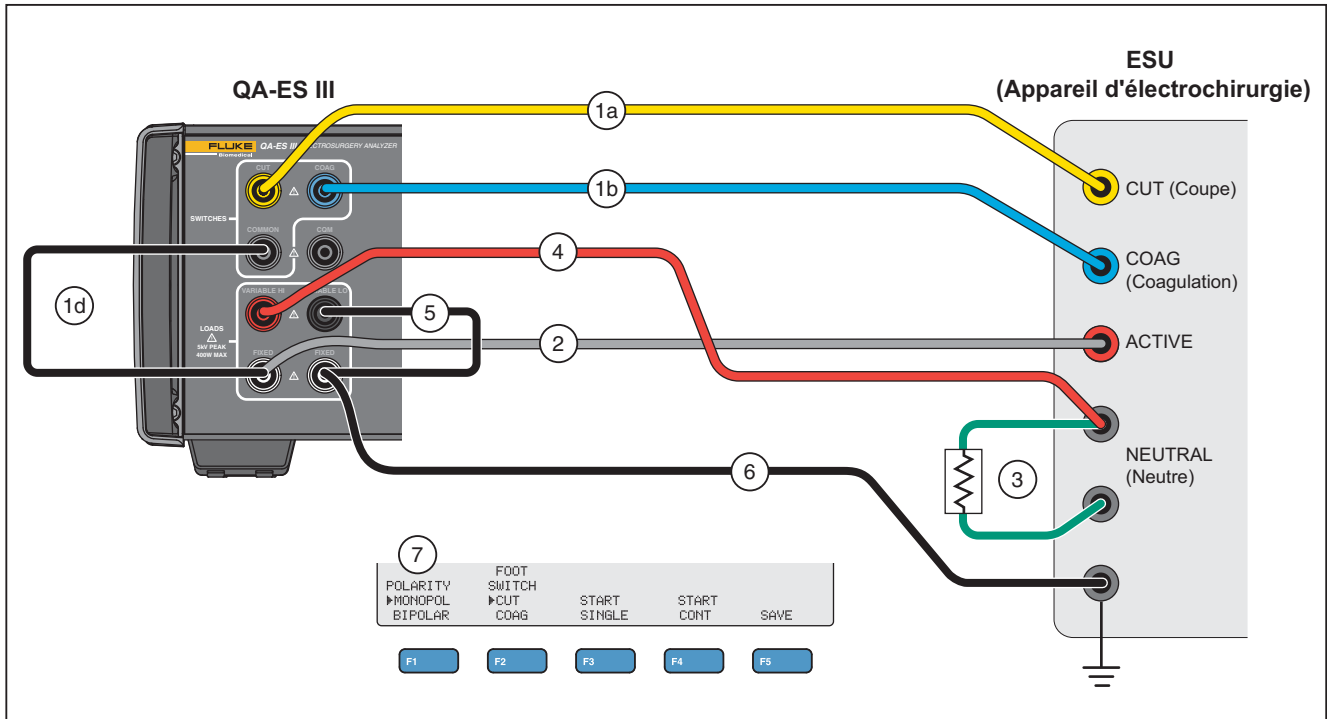 ESU
(Appareil d'électrochirurgie)
QA-ES III
1a
FLUKE
Biomedical
QA-ES III ELECTROSURGERY ANALYZER
CUT
COAG
CUT (Coupe)
1b
SWITCHES
COMMON
CQM
4
COAG
(Coagulation)
1d
VARIABLE HI
VARIABLE LO
5
LOADS
5kV PEAK
400W MAX
2
ACTIVE
FIXED
FIXED
NEUTRAL
(Neutre)
6
3
7
POLARITY
▶MONOPOL
BIPOLAR
FOOT
SWITCH
▶CUT
COAG
START
SINGLE
START
CONT
SAVE
F1
F2
F3
F4
F5